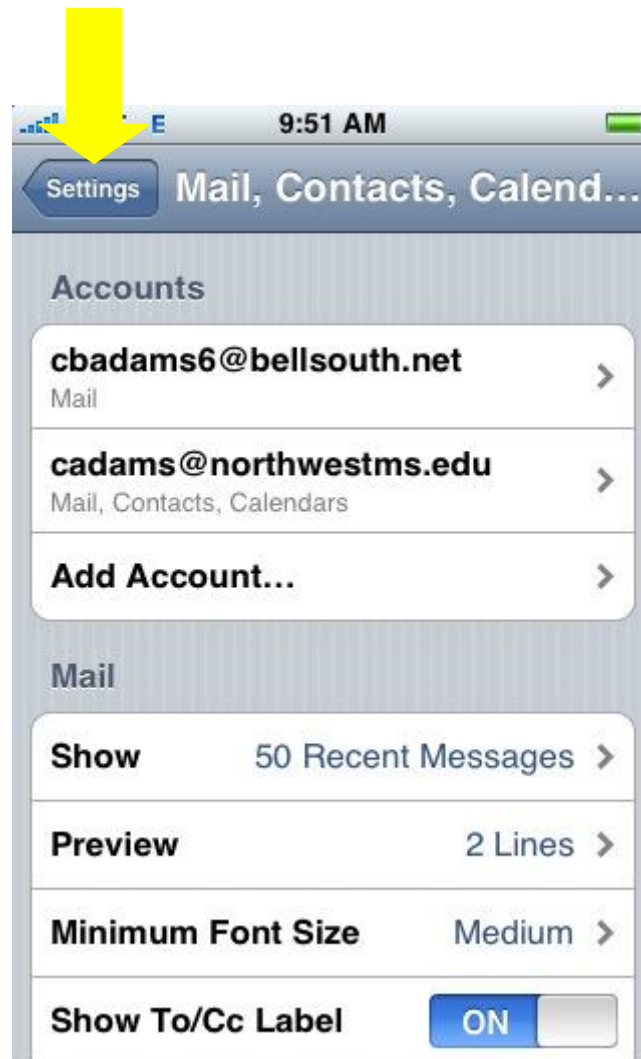 E 9:51 AM
Settings Mail, Contacts, Calend...
Accounts
cbadams6@bellsouth.net
Mail
cadams@northwestms.edu
Mail, Contacts, Calendars
Add Account...
Mail
Show 50 Recent Messages
Preview 2 Lines
Minimum Font Size Medium
Show To/Cc Label ON